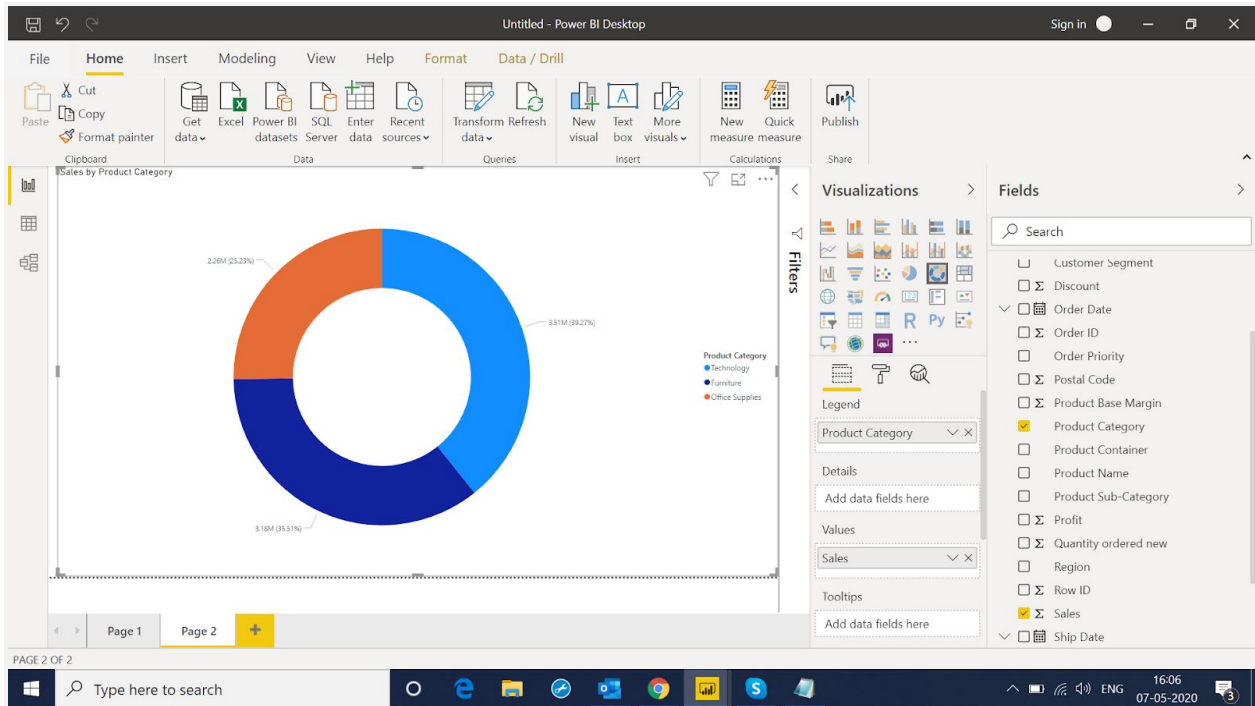 Untitled - Power BI Desktop
Sign in
File Home Insert Modeling View Help Format Data / Drill
Paste
Cut
Copy
Format painter
Clipboard
Get data
Excel
Power BI datasets
SQL Server
Enter data
Recent sources
Data
Transform data
Refresh
Queries
New visual
Text box
More visuals
Insert
New measure
Quick measure
Calculations
Publish
Share
Sales by Product Category
2.26M (25.23%)
3.51M (39.27%)
3.18M (35.51%)
Product Category
Technology
Furniture
Office Supplies
Filters
Visualizations
R Py
Legend
Product Category
Details
Add data fields here
Values
Sales
Tooltips
Add data fields here
Fields
Search
Customer Segment
Σ Discount
Order Date
Σ Order ID
Order Priority
Σ Postal Code
Σ Product Base Margin
Product Category
Product Container
Product Name
Product Sub-Category
Σ Profit
Σ Quantity ordered new
Region
Σ Row ID
Σ Sales
Ship Date
Page 1 Page 2 +
PAGE 2 OF 2
Type here to search
ENG
16:06
07-05-2020
3